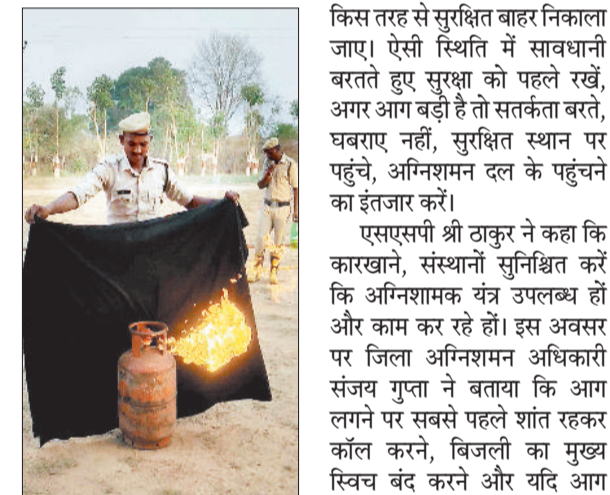 किस तरह से सुरक्षित बाहर निकाला
जाए। ऐसी स्थिति में सावधानी
बरतते हुए सुरक्षा को पहले रखें,
अगर आग बड़ी है तो सतर्कता बरते,
घबराए नहीं, सुरक्षित स्थान पर
पहुंचे, अग्निशमन दल के पहुंचने
का इंतजार करें।
एसएसपी श्री ठाकुर ने कहा कि
कारखाने, संस्थानों सुनिश्चित करें
कि अग्निशामक यंत्र उपलब्ध हों
और काम कर रहे हों। इस अवसर
पर जिला अग्निशमन अधिकारी
संजय गुप्ता ने बताया कि आग
लगने पर सबसे पहले शांत रहकर
कॉल करने, बिजली का मुख्य
स्विच बंद करने और यदि आग